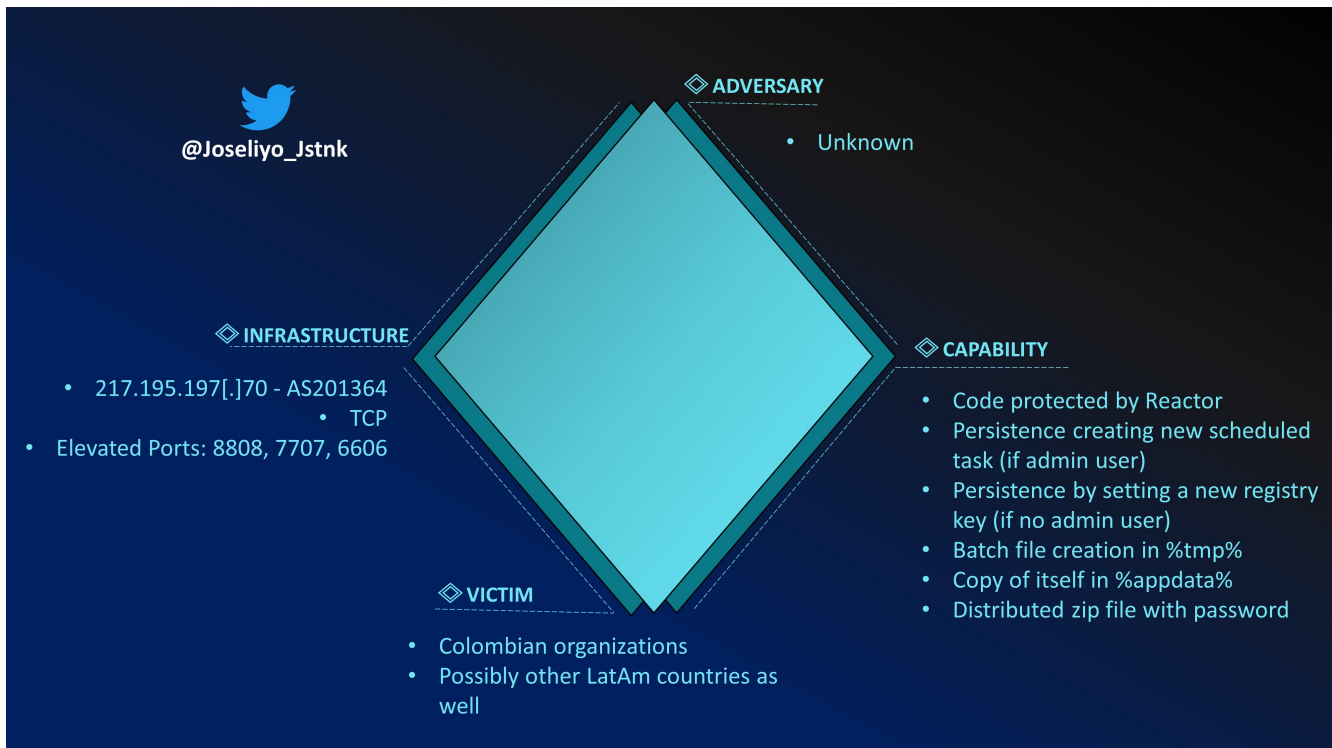 @Joseliyo_Jstnk
ADVERSARY
• Unknown
INFRASTRUCTURE
• 217.195.197[.]70 - AS201364
• TCP
• Elevated Ports: 8808, 7707, 6606
CAPABILITY
• Code protected by Reactor
• Persistence creating new scheduled
task (if admin user)
• Persistence by setting a new registry
key (if no admin user)
• Batch file creation in %tmp%
• Copy of itself in %appdata%
• Distributed zip file with password
VICTIM
• Colombian organizations
• Possibly other LatAm countries as
well